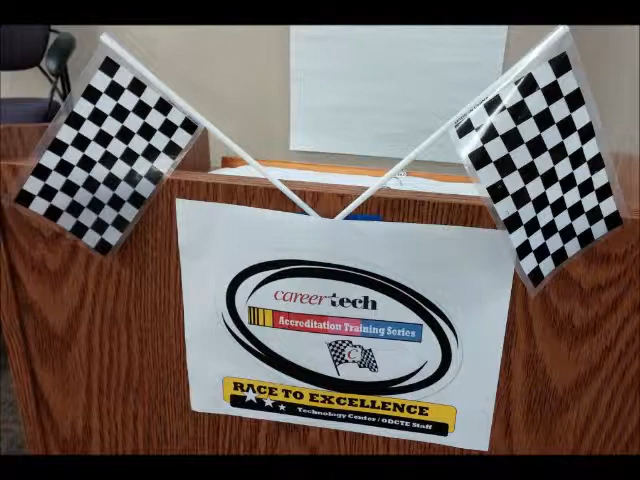 careertech
Accreditation Training Series
C
RACE TO EXCELLENCE
Technology Center / ODCTE Staff